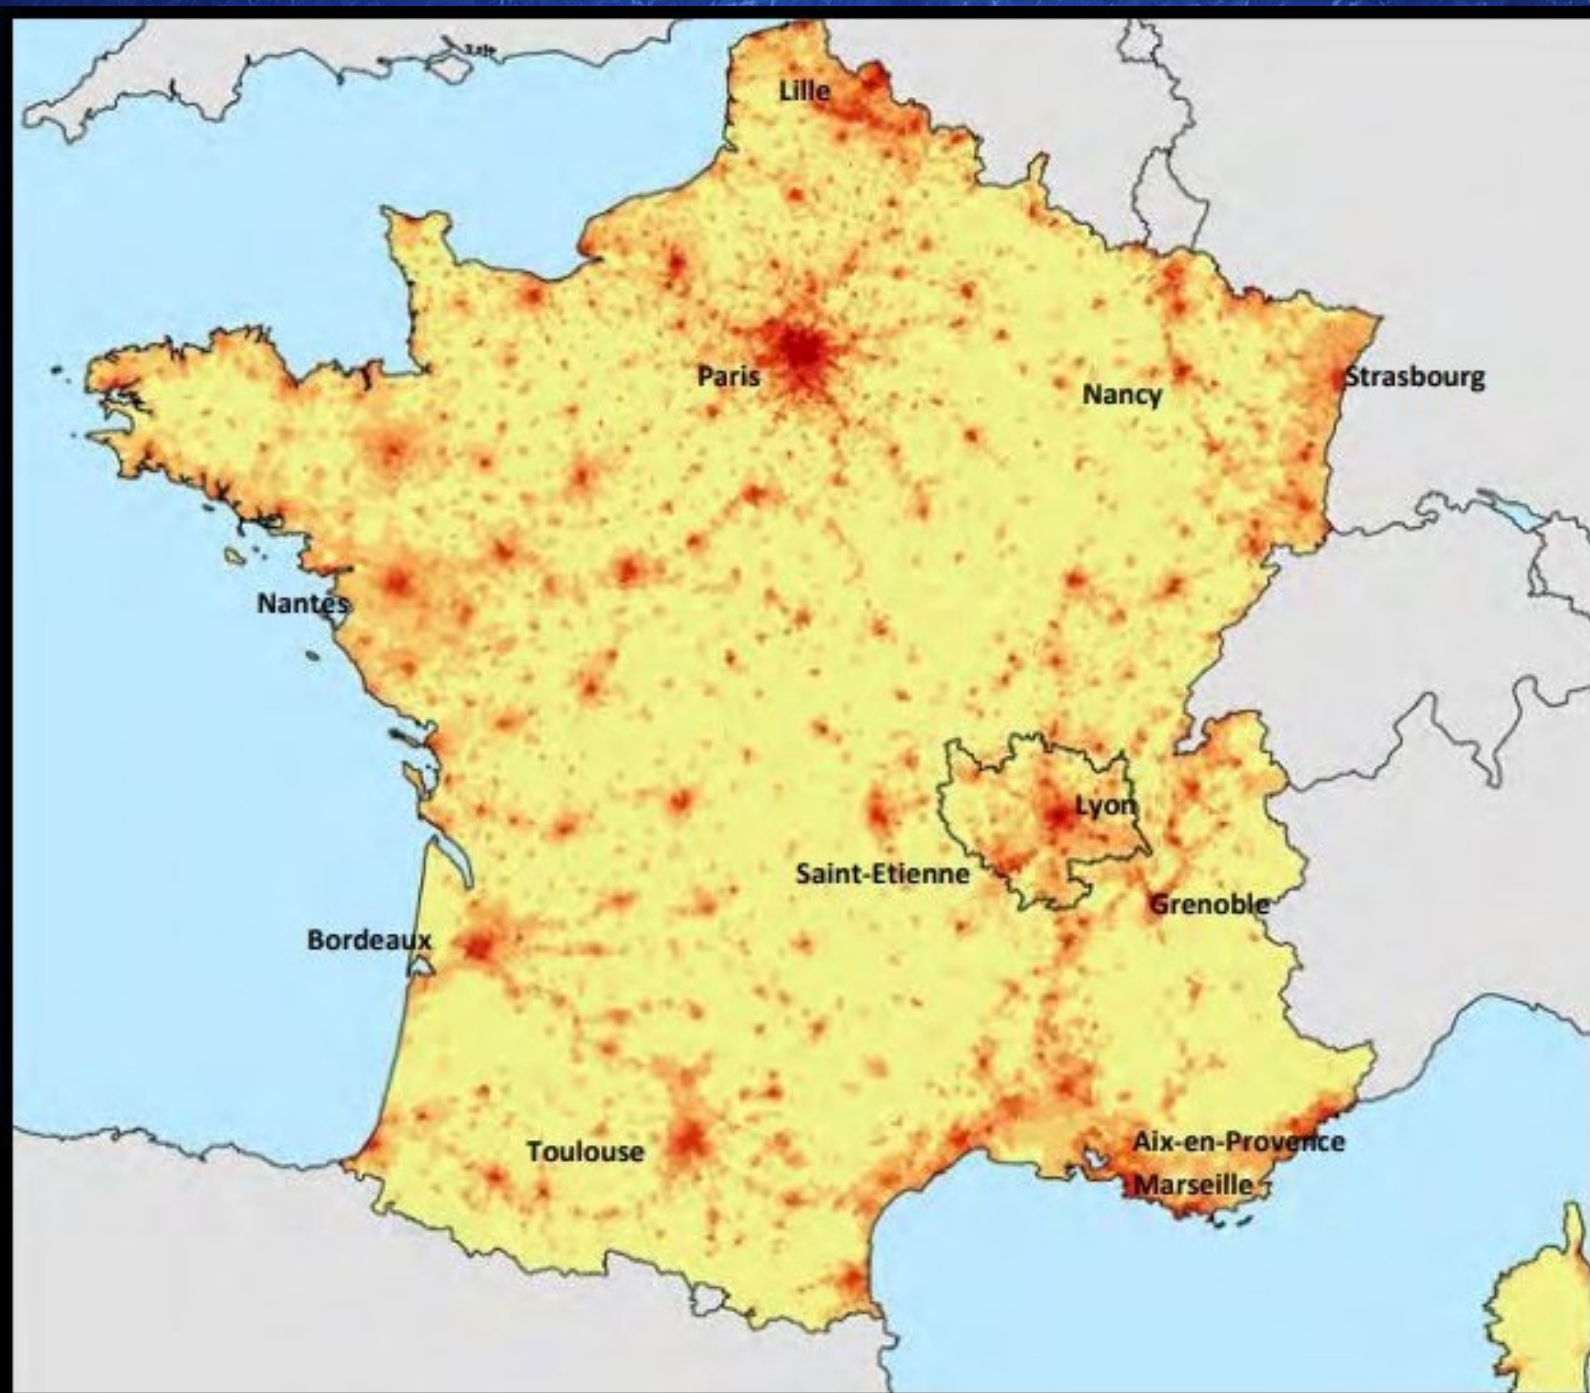 Lille
Paris
Nancy
Strasbourg
Nantes
Lyon
Saint-Etienne
Grenoble
Bordeaux
Toulouse
Aix-en-Provence
Marseille